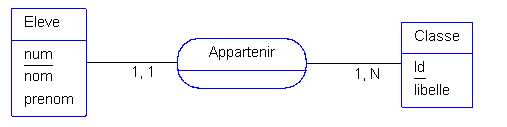 Eleve
num
nom
prenom
1, 1
Appartenir
1, N
Classe
Id
libelle